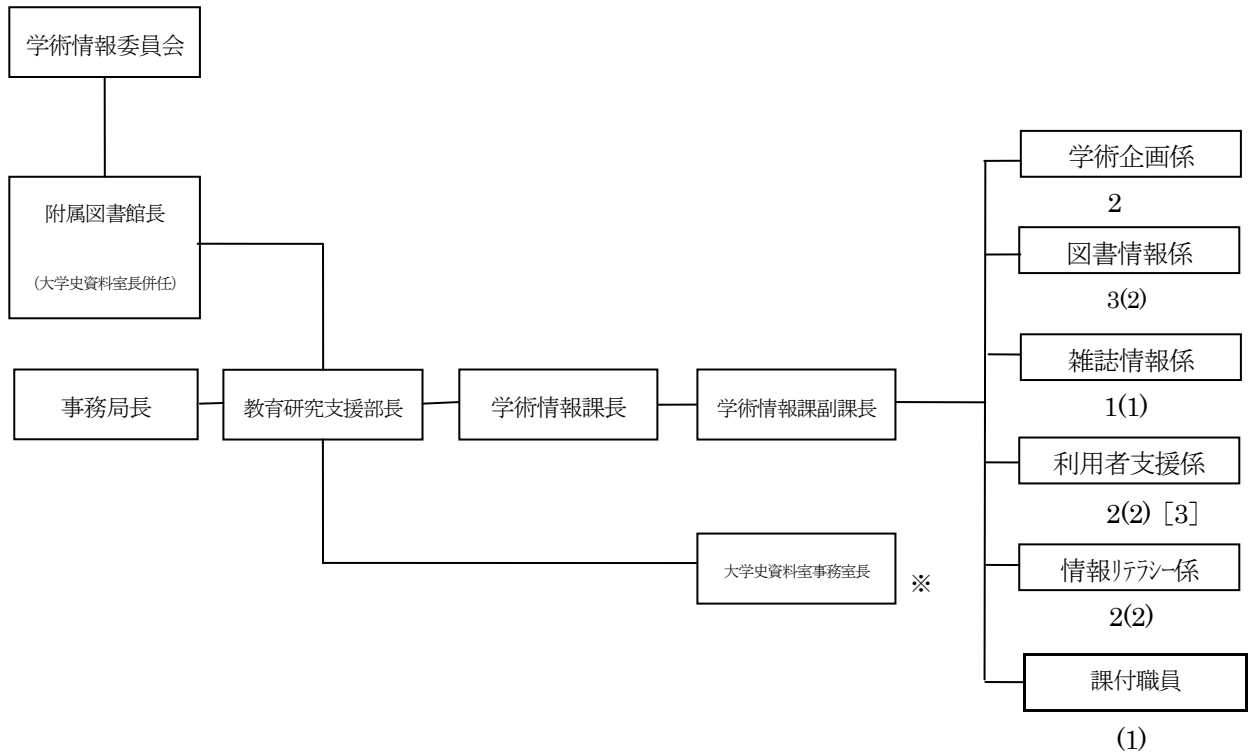 学術情報委員会
附属図書館長
(大学史資料室長併任)
事務局長
教育研究支援部長
学術情報課長
学術情報課副課長
大学史資料室事務室長
※
学術企画係
2
図書情報係
3(2)
雑誌情報係
1(1)
利用者支援係
2(2) [3]
情報ﾘﾃﾗｼｰ係
2(2)
課付職員
(1)